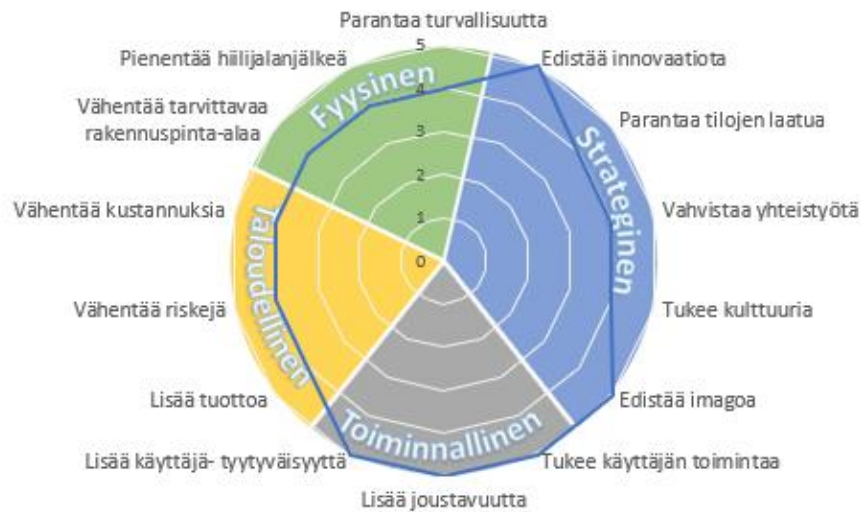 Parantaa turvallisuutta
Edistää innovaatiota
Parantaa tilojen laatua
Vahvistaa yhteistyötä
Tukee kulttuuria
Edistää imagoa
Tukee käyttäjän toimintaa
Lisää joustavuutta
Lisää käyttäjä- tyytyväisyyttä
Lisää tuottoa
Vähentää riskejä
Vähentää kustannuksia
Vähentää tarvittavaa
rakennuspinta-alaa
Pienentää hiilijalanjälkeä
5
4
3
2
1
0
Fyysinen
Strateginen
Toiminnallinen
Taloudellinen